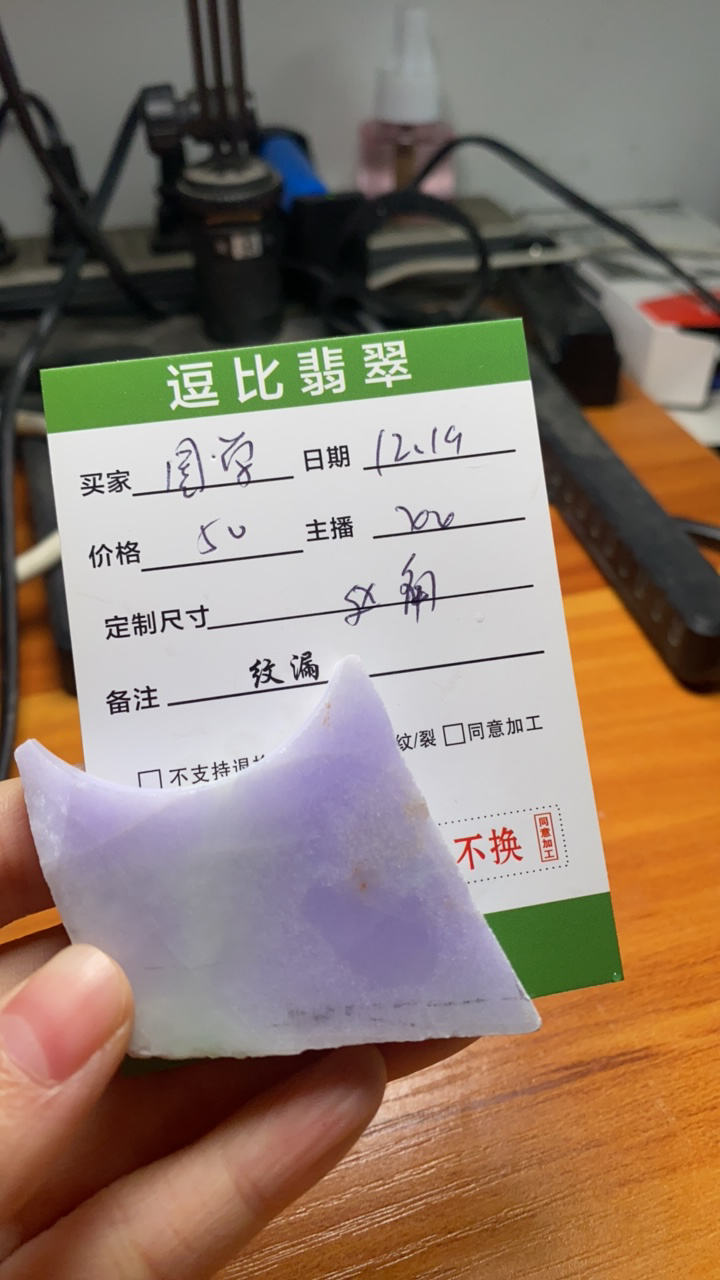 逗比翡翠
买家 日期 12.19
价格 50 主播
定制尺寸
备注 纹漏
不支持退 纹/裂 同意加工
不换 同意加工